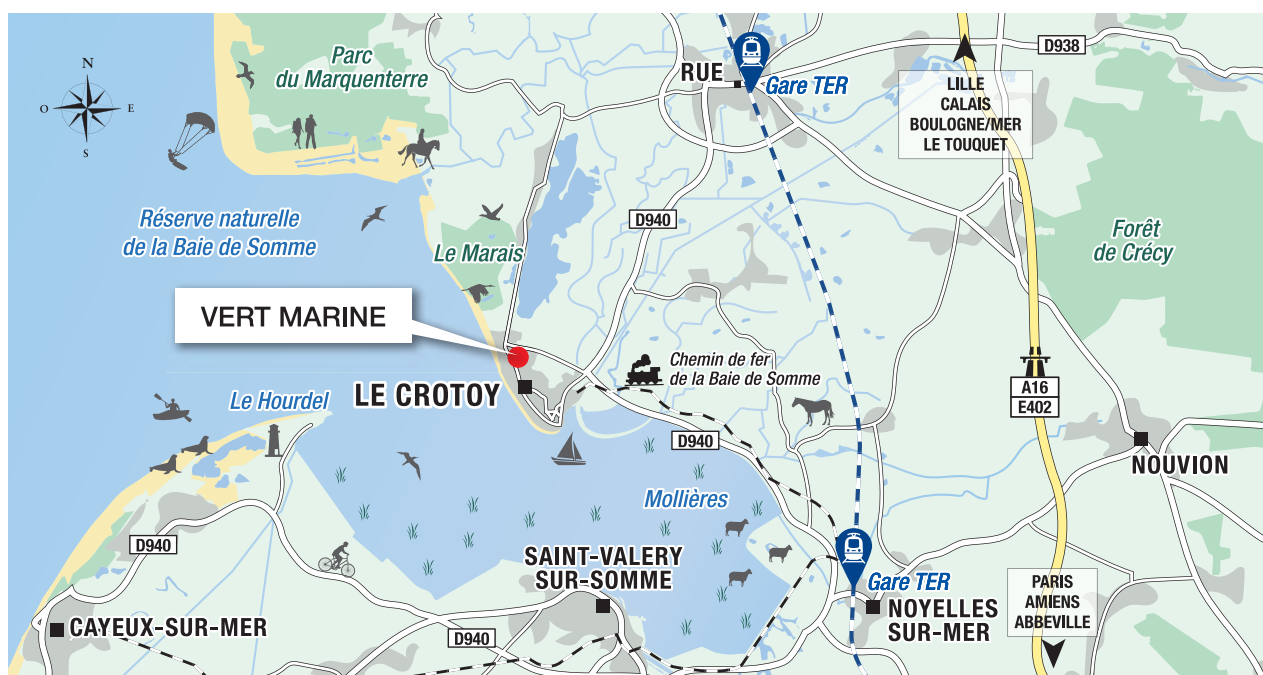 Parc
du Marquenterre
N
O
E
S
RUE
Gare TER
D938
LILLE
CALAIS
BOULOGNE/MER
LE TOUQUET
Réserve naturelle
de la Baie de Somme
D940
Le Marais
Forêt
de Crécy
VERT MARINE
Chemin de fer
de la Baie de Somme
LE CROTOY
Le Hourdel
A16
E402
D940
NOUVION
Mollières
D940
SAINT-VALERY
SUR-SOMME
Gare TER
NOYELLES
SUR-MER
PARIS
AMIENS
ABBEVILLE
CAYEUX-SUR-MER
D940